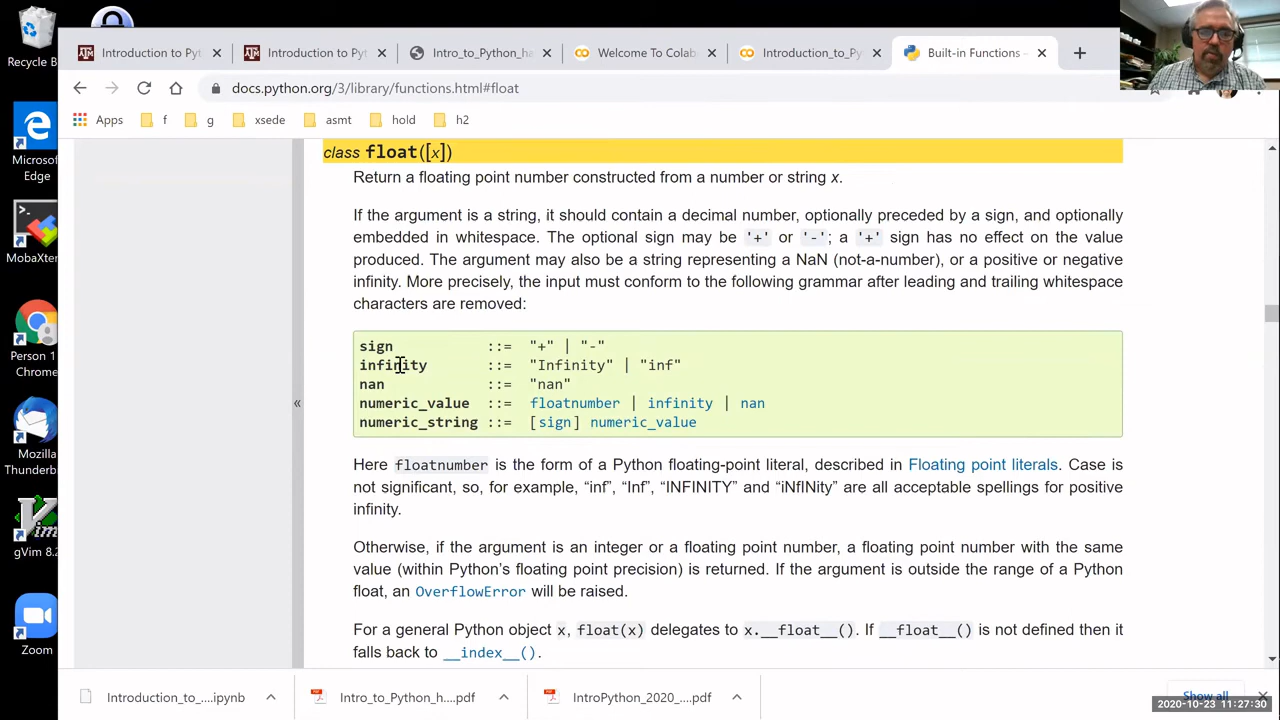 Recycle B
Introduction to Py
Introduction to Pyt
Intro_to_Python_ha
Welcome To Colab
Introduction_to_Py
Built-in Functions –
docs.python.org/3/library/functions.html#float
Apps
f
g
xsede
asmt
hold
h2
Microsof
Edge
MobaXter
Person 1
Chrom
Mozilla
Thunderb
gVim 8.2
Zoom
class float([x])
Return a floating point number constructed from a number or string x.
If the argument is a string, it should contain a decimal number, optionally preceded by a sign, and optionally
embedded in whitespace. The optional sign may be '+' or '-'; a '+' sign has no effect on the value
produced. The argument may also be a string representing a NaN (not-a-number), or a positive or negative
infinity. More precisely, the input must conform to the following grammar after leading and trailing whitespace
characters are removed:
sign ::= "+" | "-"
infinity ::= "Infinity" | "inf"
nan ::= "nan"
numeric_value ::= floatnumber | infinity | nan
numeric_string ::= [sign] numeric_value
«
Here floatnumber is the form of a Python floating-point literal, described in Floating point literals. Case is
not significant, so, for example, “inf”, “Inf”, “INFINITY” and “iNfINity” are all acceptable spellings for positive
infinity.
Otherwise, if the argument is an integer or a floating point number, a floating point number with the same
value (within Python’s floating point precision) is returned. If the argument is outside the range of a Python
float, an OverflowError will be raised.
For a general Python object x, float(x) delegates to x.__float__(). If __float__() is not defined then it
falls back to __index__().
Introduction_to_....ipynb
Intro_to_Python_h....pdf
IntroPython_2020_....pdf
Show all
2020-10-23 11:27:30